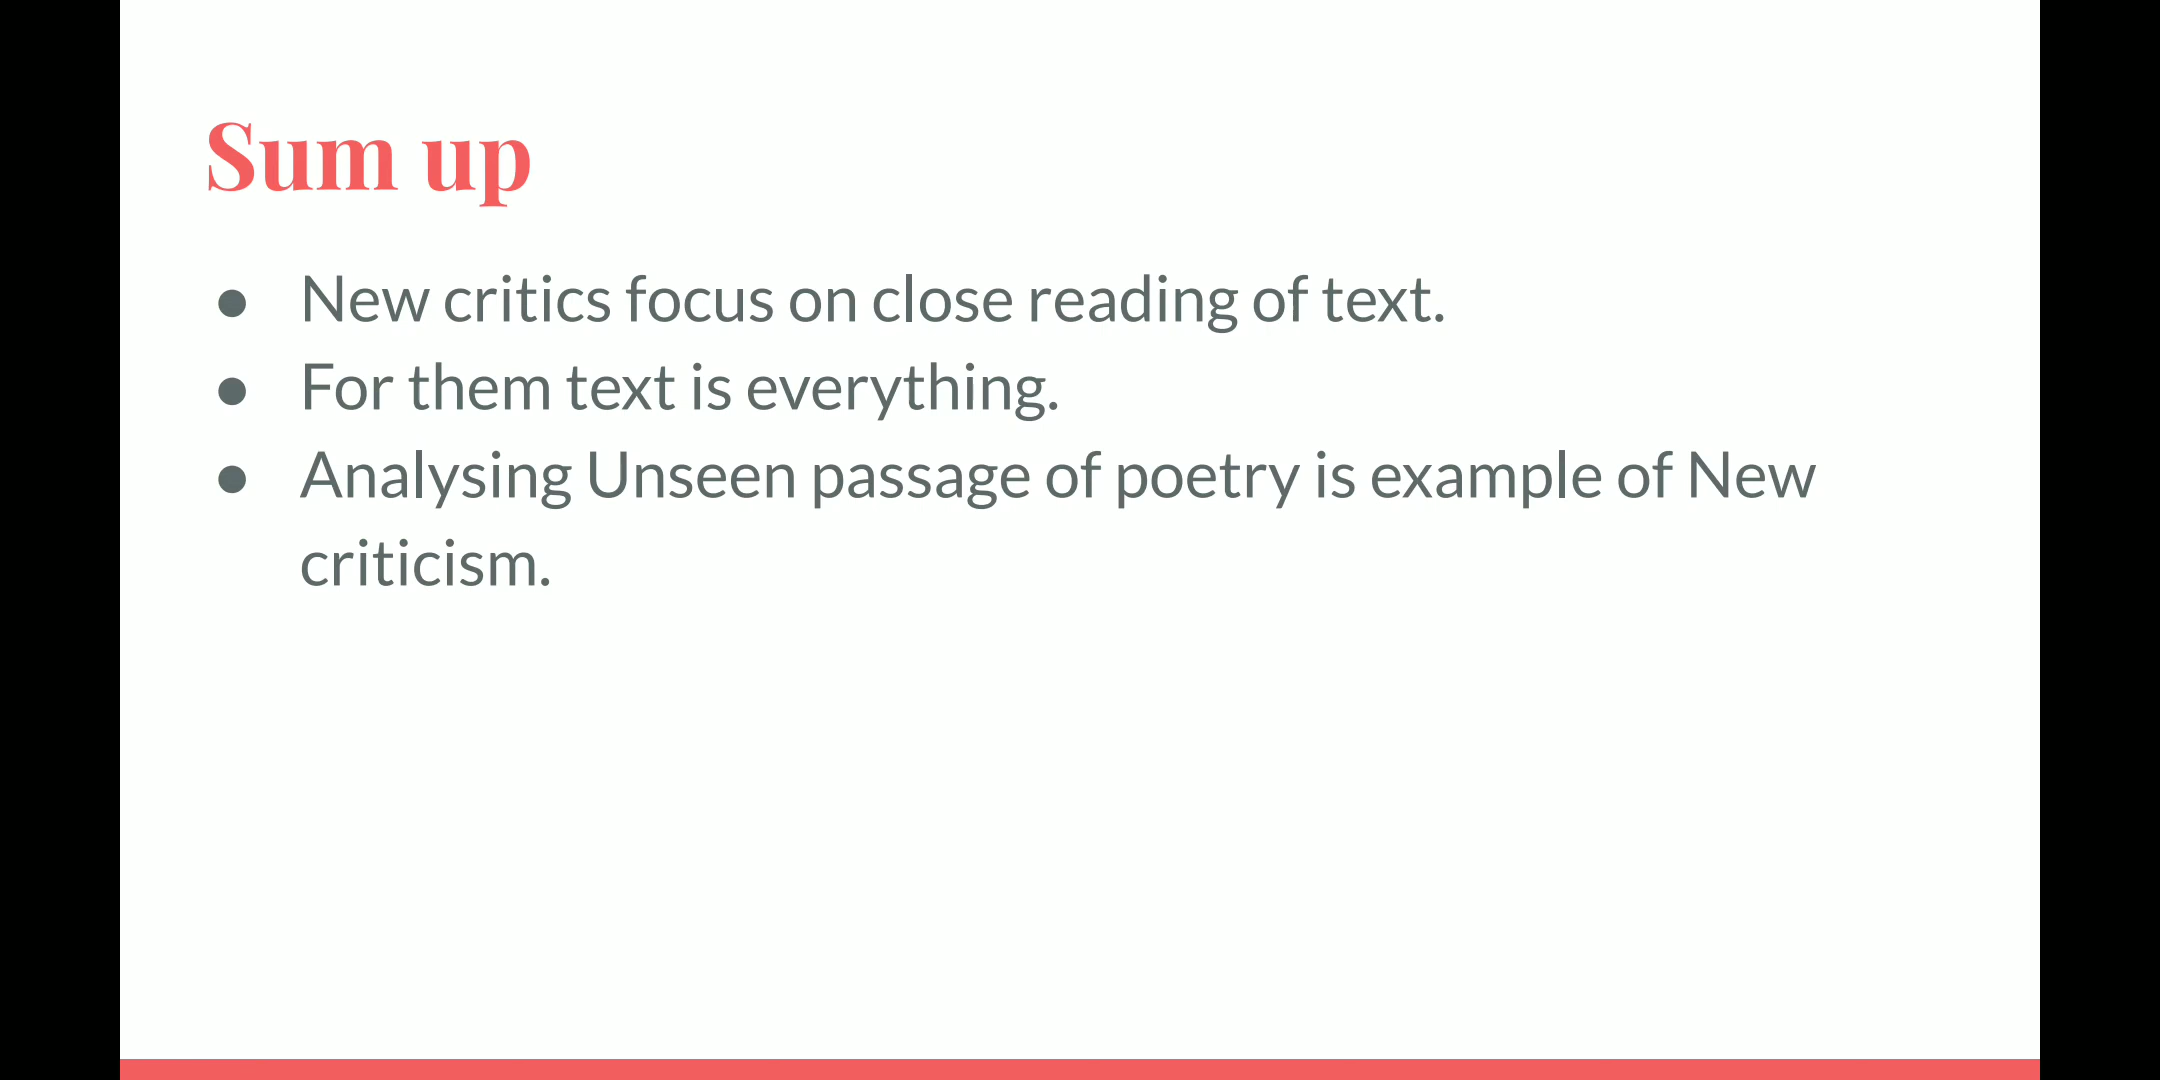 Sum up
● New critics focus on close reading of text.
● For them text is everything.
● Analysing Unseen passage of poetry is example of New
criticism.